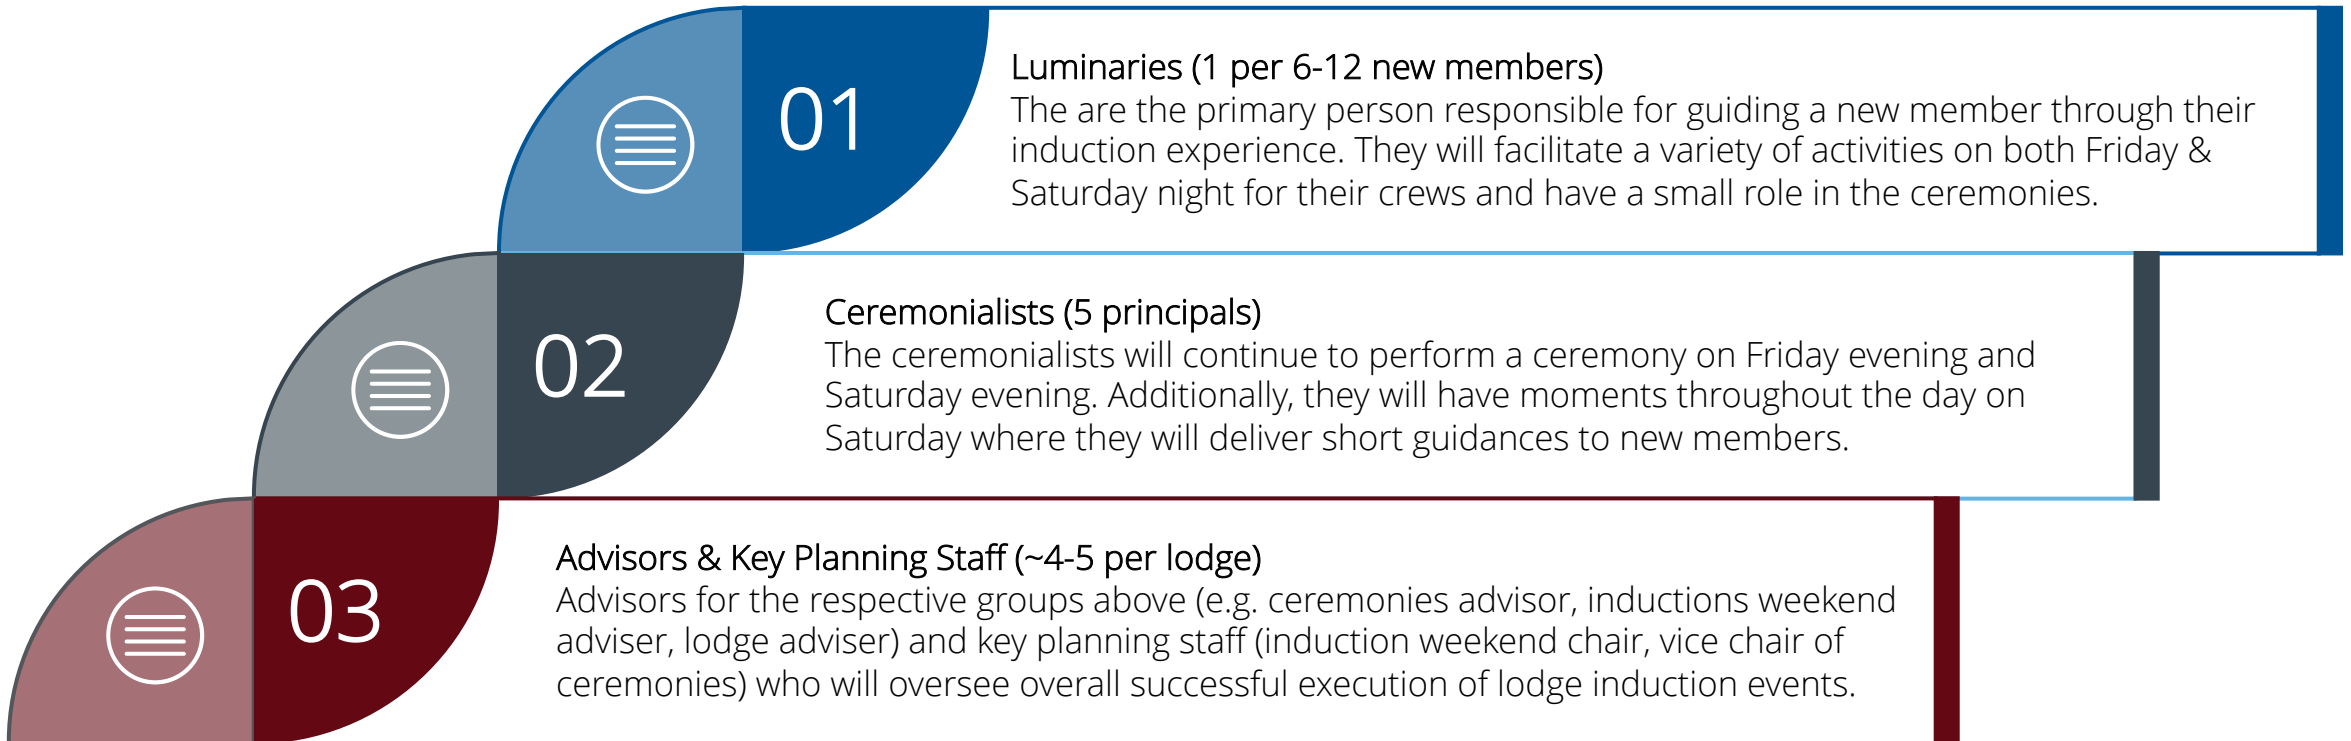 01
Luminaries (1 per 6-12 new members)
The are the primary person responsible for guiding a new member through their
induction experience. They will facilitate a variety of activities on both Friday &
Saturday night for their crews and have a small role in the ceremonies.
02
Ceremonialists (5 principals)
The ceremonialists will continue to perform a ceremony on Friday evening and
Saturday evening. Additionally, they will have moments throughout the day on
Saturday where they will deliver short guidances to new members.
03
Advisors & Key Planning Staff (~4-5 per lodge)
Advisors for the respective groups above (e.g. ceremonies advisor, inductions weekend
adviser, lodge adviser) and key planning staff (induction weekend chair, vice chair of
ceremonies) who will oversee overall successful execution of lodge induction events.